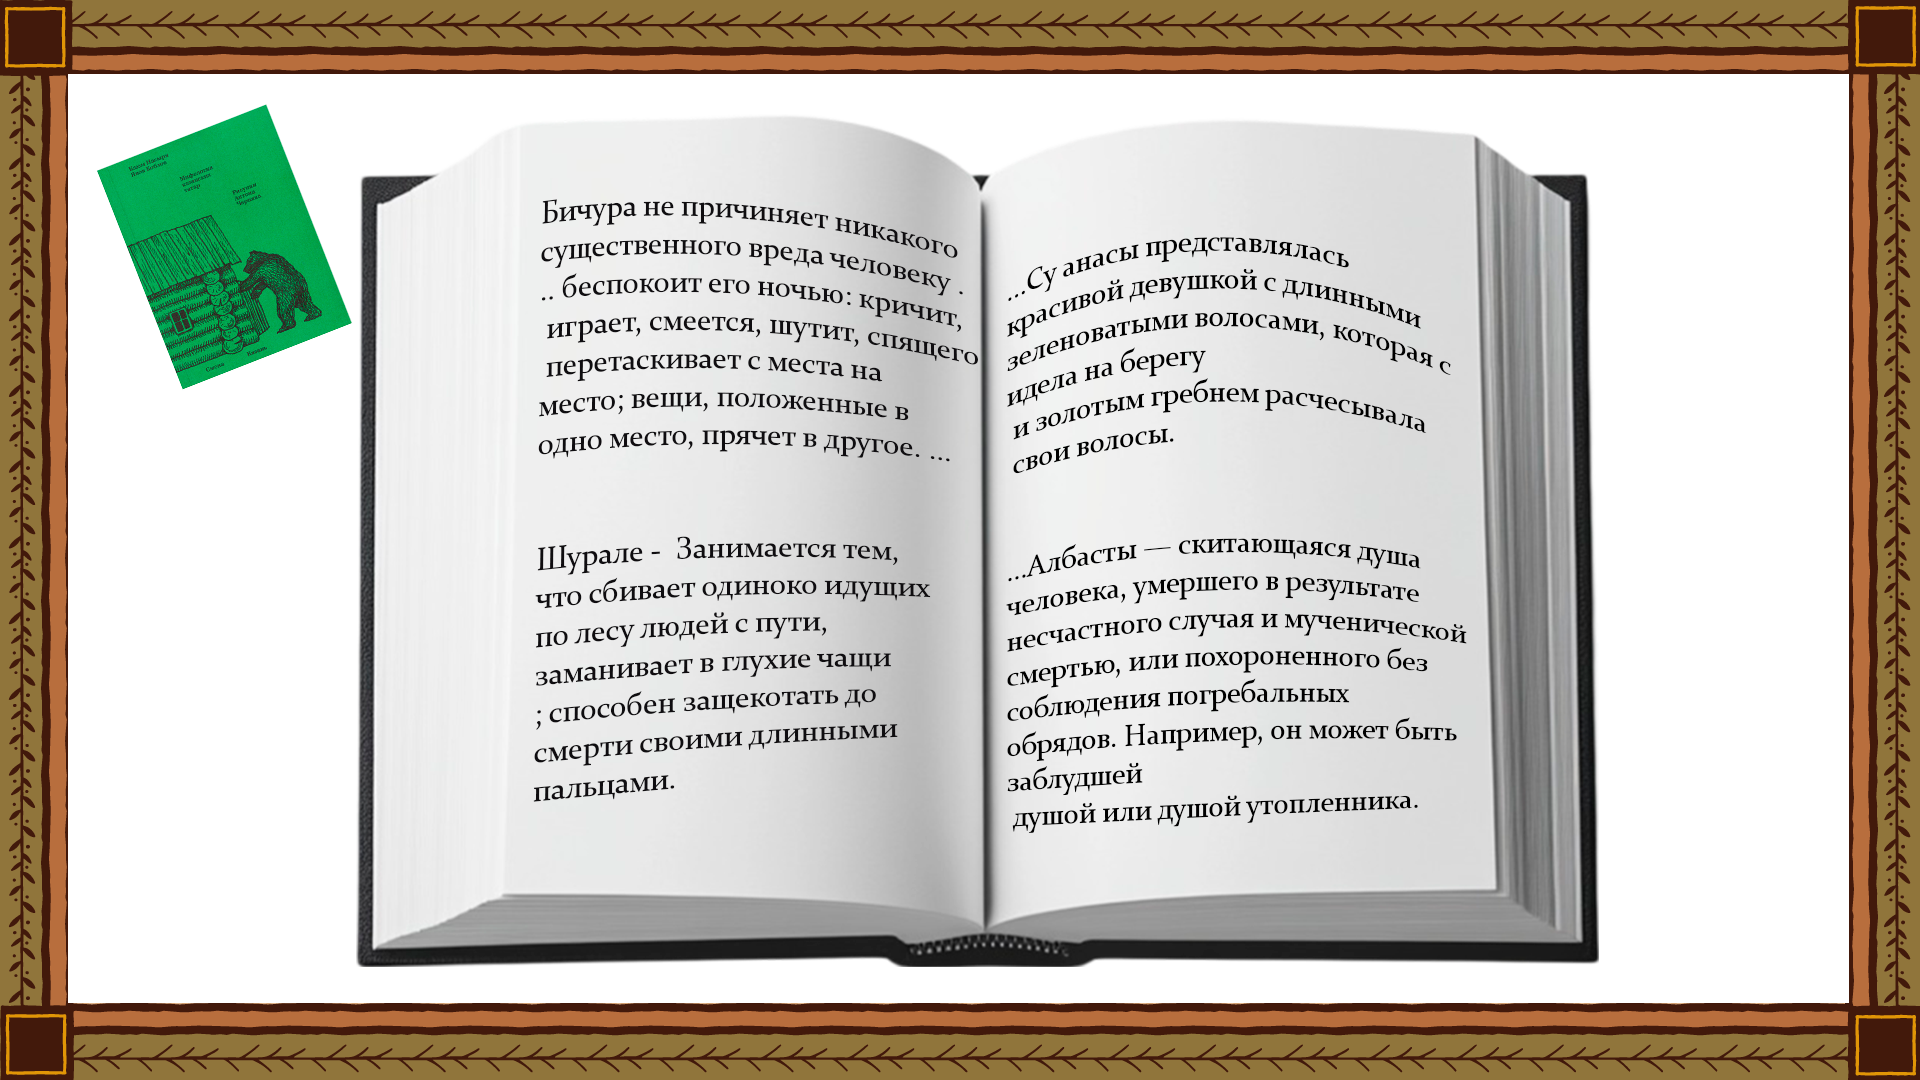 Бичура не причиняет никакого
существенного вреда человеку .
.. беспокоит его ночью: кричит,
играет, смеется, шутит, спящего
перетаскивает с места на
место; вещи, положенные в
одно место, прячет в другое. ...
Шурале - Занимается тем,
что сбивает одиноко идущих
по лесу людей с пути,
заманивает в глухие чащи
; способен защекотать до
смерти своими длинными
пальцами.
...Су анасы представлялась
красивой девушкой с длинными
зеленоватыми волосами, которая с
идела на берегу
и золотым гребнем расчесывала
свои волосы.
...Албасты — скитающаяся душа
человека, умершего в результате
несчастного случая и мученической
смертью, или похороненного без
соблюдения погребальных
обрядов. Например, он может быть
заблудшей
душой или душой утопленника.